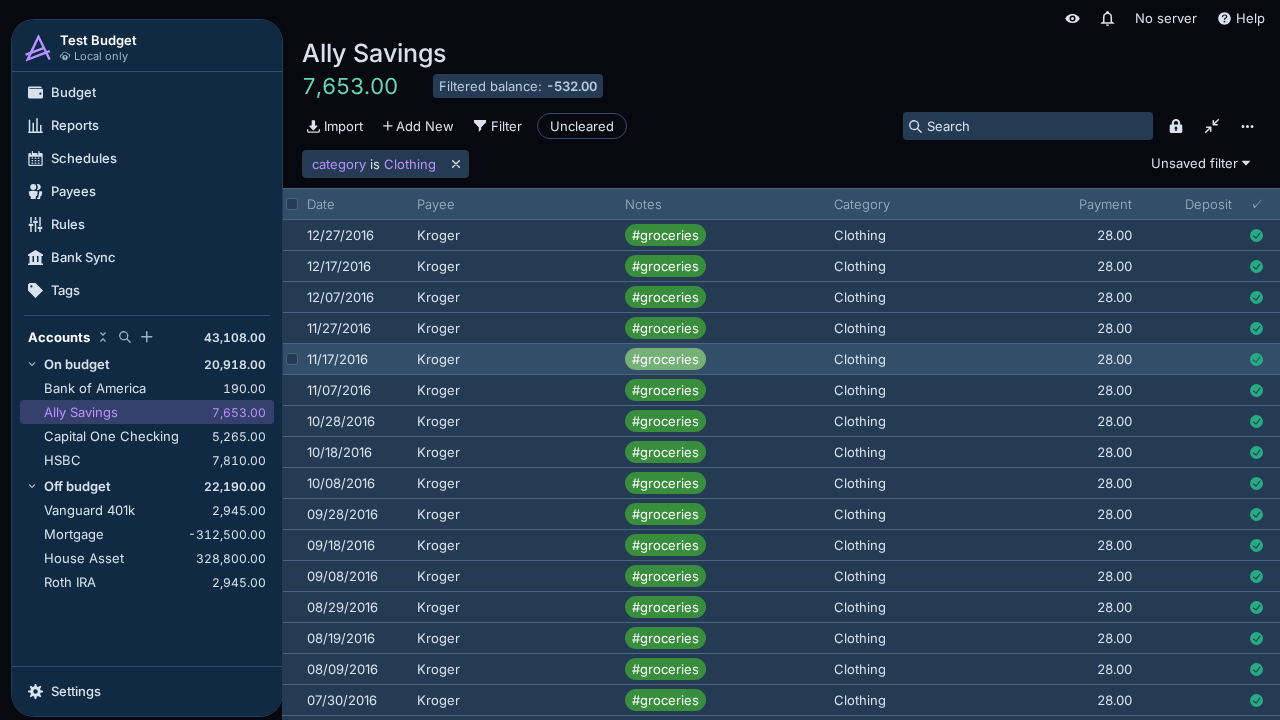 Test Budget
Local only
Budget
Reports
Schedules
Payees
Rules
Bank Sync
Tags
Accounts 43,108.00
On budget 20,918.00
Bank of America 190.00
Ally Savings 7,653.00
Capital One Checking 5,265.00
HSBC 7,810.00
Off budget 22,190.00
Vanguard 401k 2,945.00
Mortgage -312,500.00
House Asset 328,800.00
Roth IRA 2,945.00
Settings
No server Help
Ally Savings
7,653.00 Filtered balance: -532.00
Import Add New Filter Uncleared Search
category is Clothing Unsaved filter
Date Payee Notes Category Payment Deposit ✓
12/27/2016 Kroger #groceries Clothing 28.00
12/17/2016 Kroger #groceries Clothing 28.00
12/07/2016 Kroger #groceries Clothing 28.00
11/27/2016 Kroger #groceries Clothing 28.00
11/17/2016 Kroger #groceries Clothing 28.00
11/07/2016 Kroger #groceries Clothing 28.00
10/28/2016 Kroger #groceries Clothing 28.00
10/18/2016 Kroger #groceries Clothing 28.00
10/08/2016 Kroger #groceries Clothing 28.00
09/28/2016 Kroger #groceries Clothing 28.00
09/18/2016 Kroger #groceries Clothing 28.00
09/08/2016 Kroger #groceries Clothing 28.00
08/29/2016 Kroger #groceries Clothing 28.00
08/19/2016 Kroger #groceries Clothing 28.00
08/09/2016 Kroger #groceries Clothing 28.00
07/30/2016 Kroger #groceries Clothing 28.00